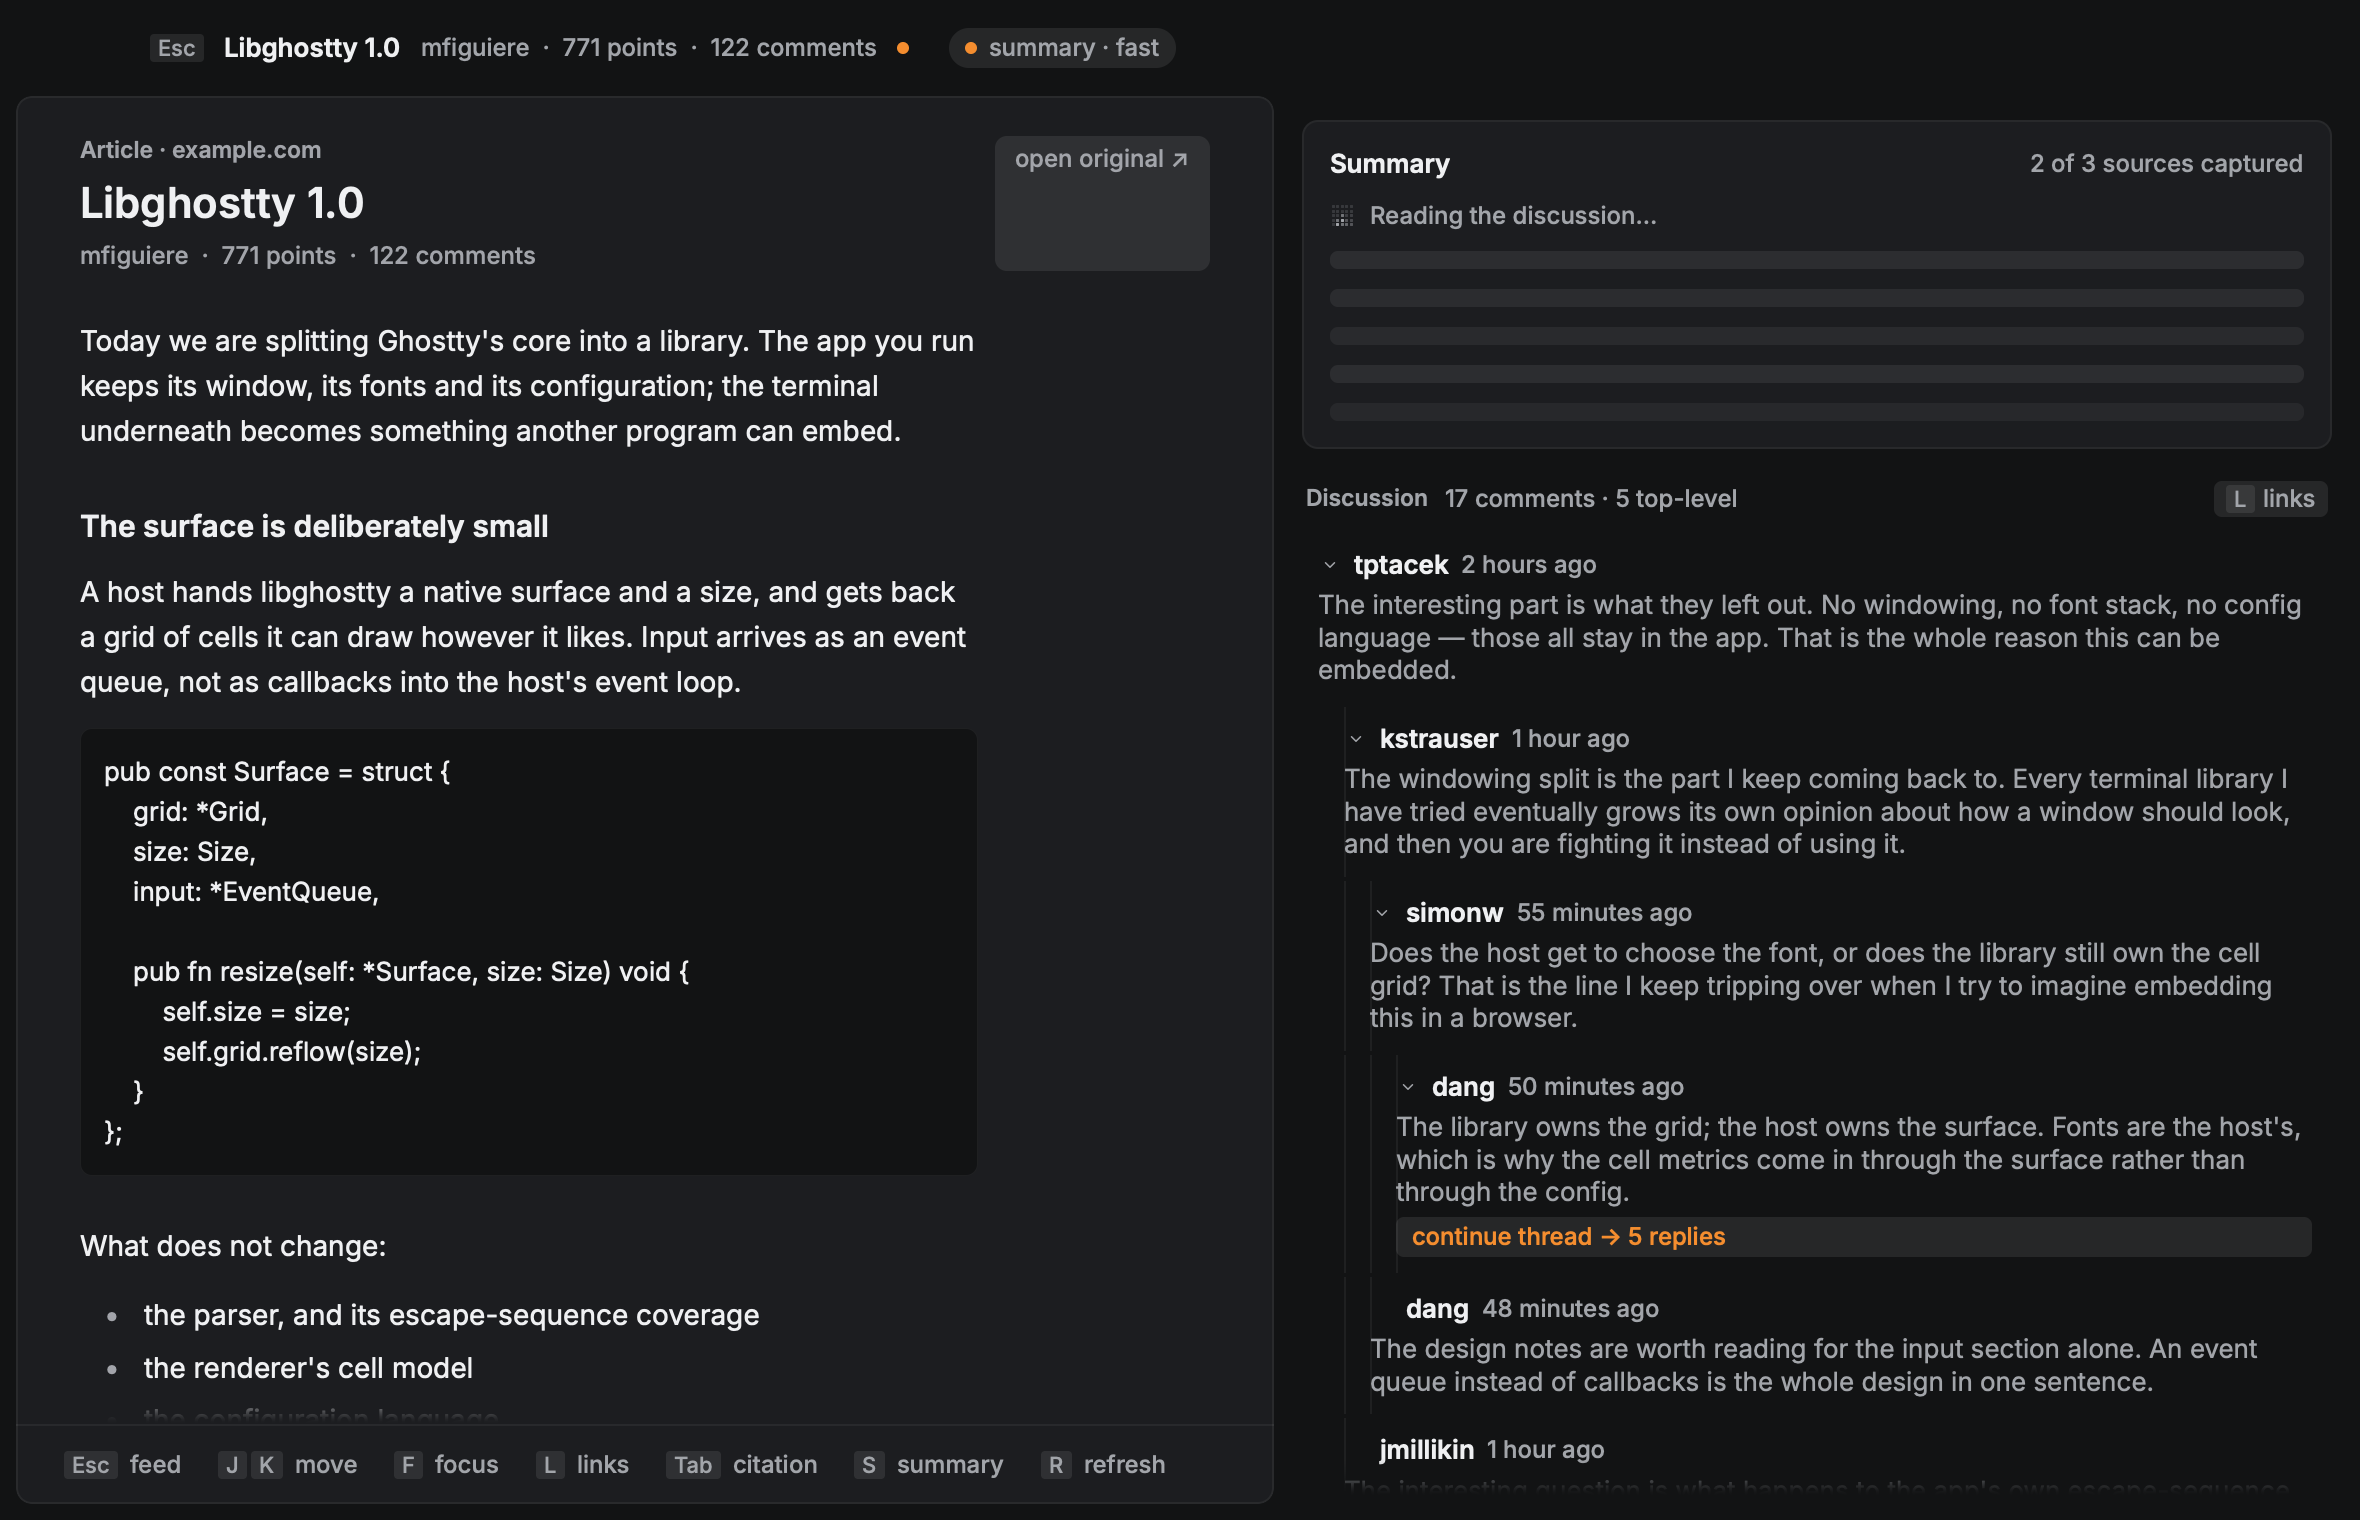 Esc Libghostty 1.0 mfiguiere · 771 points · 122 comments summary · fast
Article · example.com
open original ↗
Libghostty 1.0
mfiguiere · 771 points · 122 comments
Today we are splitting Ghostty's core into a library. The app you run
keeps its window, its fonts and its configuration; the terminal
underneath becomes something another program can embed.
The surface is deliberately small
A host hands libghostty a native surface and a size, and gets back
a grid of cells it can draw however it likes. Input arrives as an event
queue, not as callbacks into the host's event loop.
pub const Surface = struct {
grid: *Grid,
size: Size,
input: *EventQueue,
pub fn resize(self: *Surface, size: Size) void {
self.size = size;
self.grid.reflow(size);
}
};
What does not change:
• the parser, and its escape-sequence coverage
• the renderer's cell model
• the configuration language
Esc feed J K move F focus L links Tab citation S summary R refresh
Summary 2 of 3 sources captured
Reading the discussion...
Discussion 17 comments · 5 top-level L links
tptacek 2 hours ago
The interesting part is what they left out. No windowing, no font stack, no config
language — those all stay in the app. That is the whole reason this can be
embedded.
kstrauser 1 hour ago
The windowing split is the part I keep coming back to. Every terminal library I
have tried eventually grows its own opinion about how a window should look,
and then you are fighting it instead of using it.
simonw 55 minutes ago
Does the host get to choose the font, or does the library still own the cell
grid? That is the line I keep tripping over when I try to imagine embedding
this in a browser.
dang 50 minutes ago
The library owns the grid; the host owns the surface. Fonts are the host's,
which is why the cell metrics come in through the surface rather than
through the config.
continue thread → 5 replies
dang 48 minutes ago
The design notes are worth reading for the input section alone. An event
queue instead of callbacks is the whole design in one sentence.
jmillikin 1 hour ago
The interesting question is what happens to the app's own escape-sequence